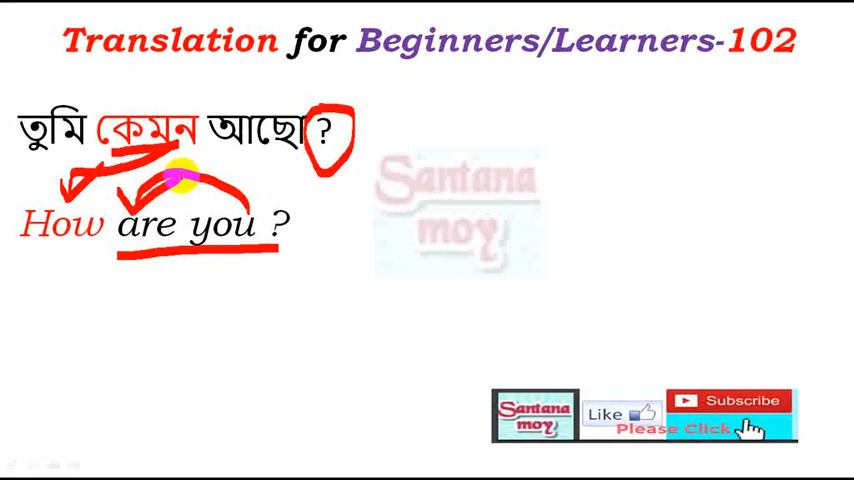 Translation for Beginners/Learners-102
তুমি কেমন আছো ?
Santana
moy
How are you ?
Santana
moy
Like
Subscribe
Please Click